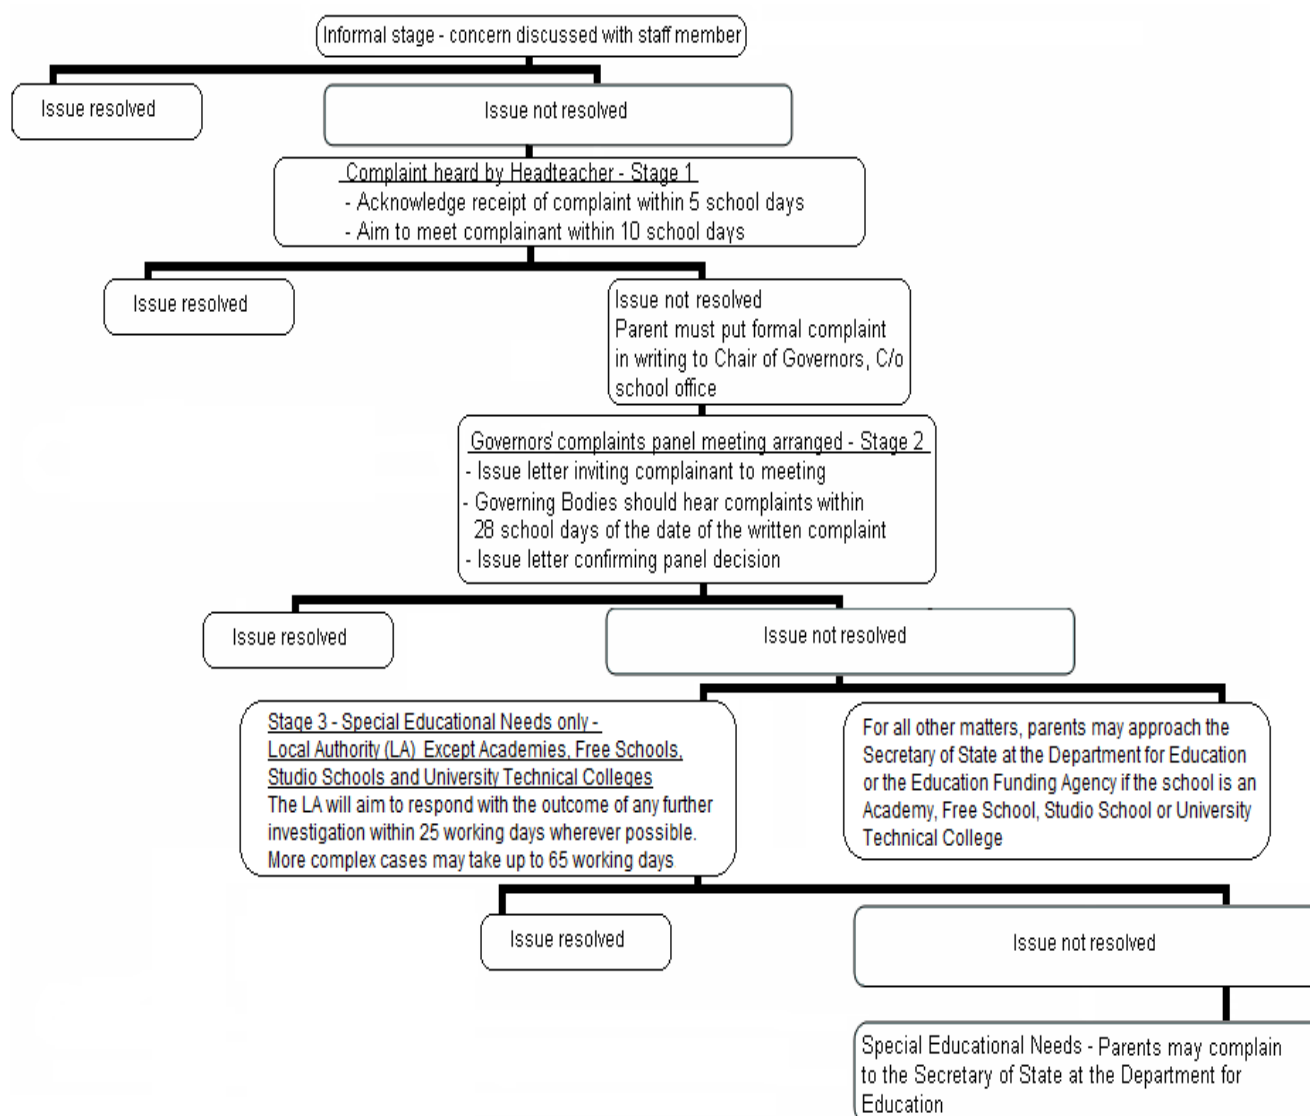 Informal stage - concern discussed with staff member
Issue resolved
Issue not resolved
Complaint heard by Headteacher - Stage 1
- Acknowledge receipt of complaint within 5 school days
- Aim to meet complainant within 10 school days
Issue resolved
Issue not resolved
Parent must put formal complaint
in writing to Chair of Governors, C/o
school office
Governors' complaints panel meeting arranged - Stage 2
- Issue letter inviting complainant to meeting
- Governing Bodies should hear complaints within
28 school days of the date of the written complaint
- Issue letter confirming panel decision
Issue resolved
Issue not resolved
Stage 3 - Special Educational Needs only -
Local Authority (LA) Except Academies, Free Schools,
Studio Schools and University Technical Colleges
The LA will aim to respond with the outcome of any further
investigation within 25 working days wherever possible.
More complex cases may take up to 65 working days
For all other matters, parents may approach the
Secretary of State at the Department for Education
or the Education Funding Agency if the school is an
Academy, Free School, Studio School or University
Technical College
Issue resolved
Issue not resolved
Special Educational Needs - Parents may complain
to the Secretary of State at the Department for
Education